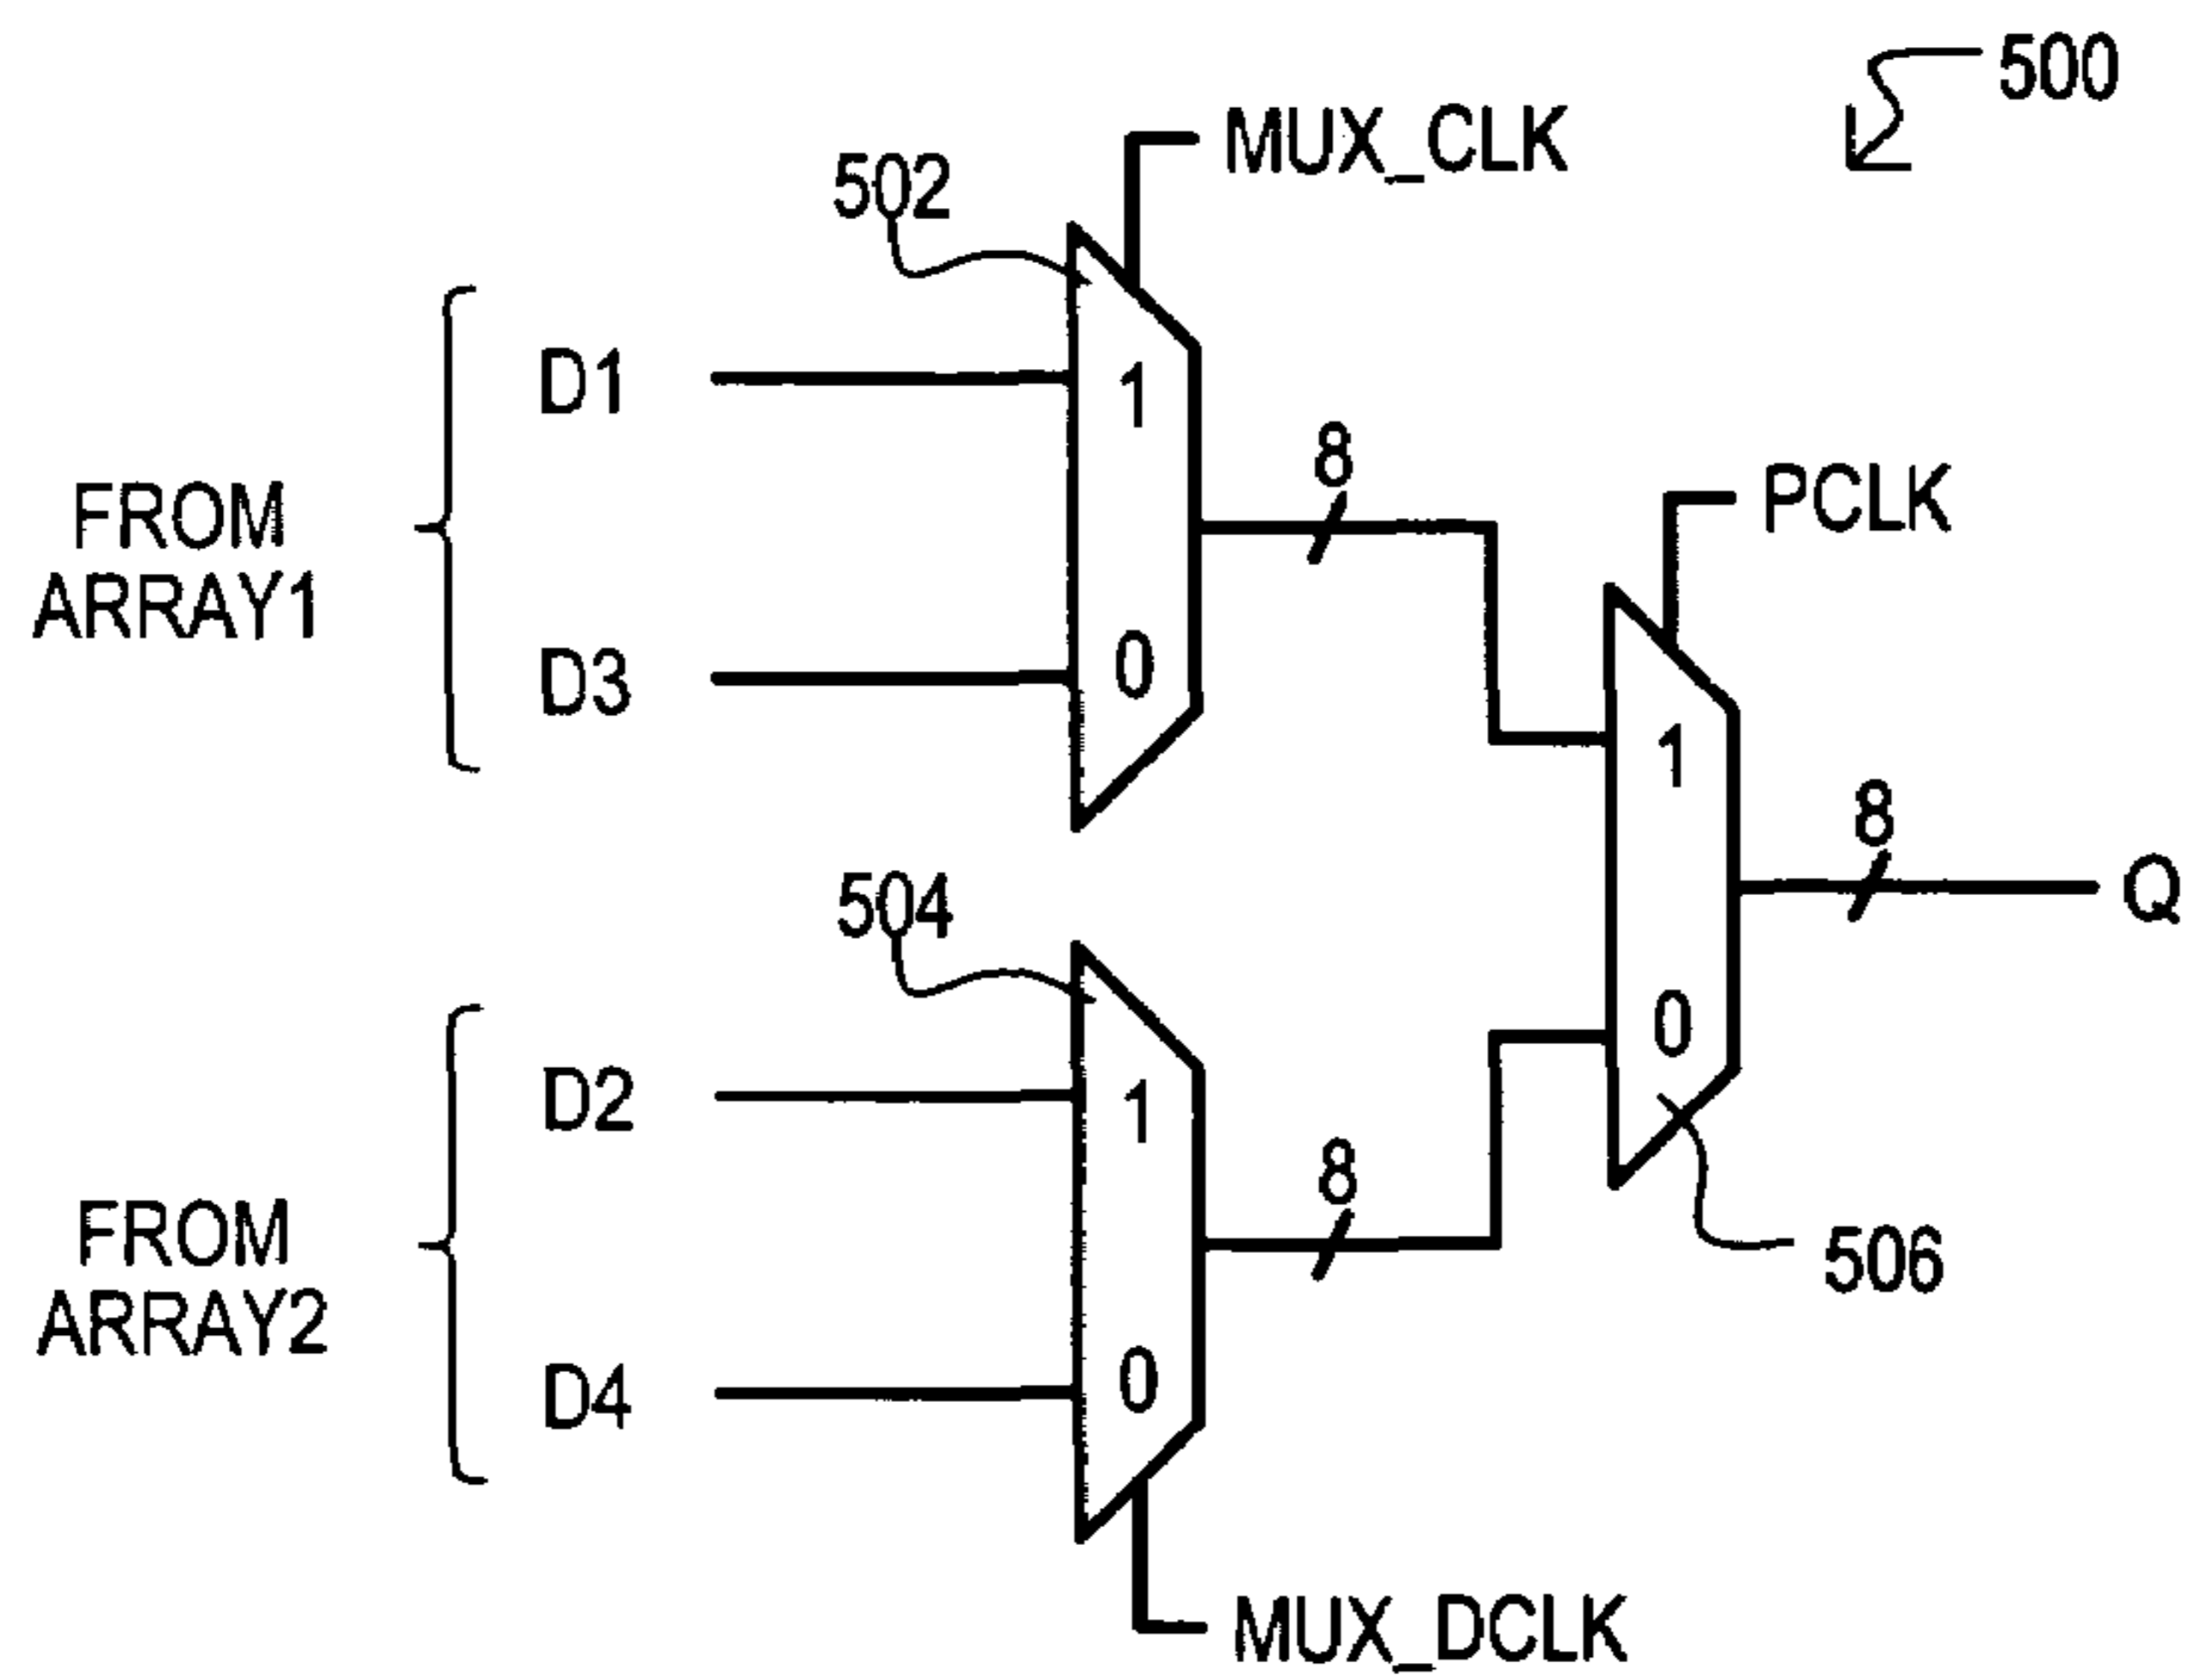 500
MUX_CLK
502
D1
1
8
PCLK
FROM
ARRAY1
D3
0
1
8
Q
504
D2
1
0
8
506
FROM
ARRAY2
D4
0
MUX_DCLK